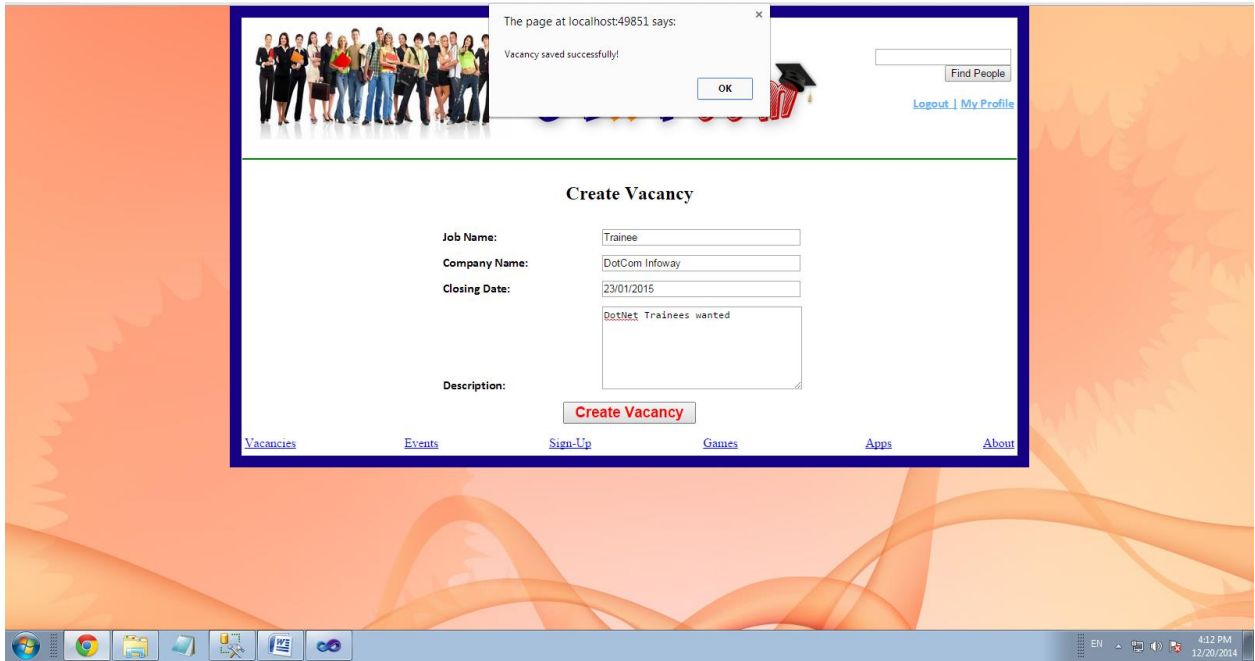 The page at localhost:49851 says:
Vacancy saved successfully!
OK
Find People
Logout | My Profile
Create Vacancy
Job Name:
Trainee
Company Name:
DotCom Infoway
Closing Date:
23/01/2015
DotNet Trainees wanted
Description:
Create Vacancy
Vacancies
Events
Sign-Up
Games
Apps
About
EN
4:12 PM
12/20/2014